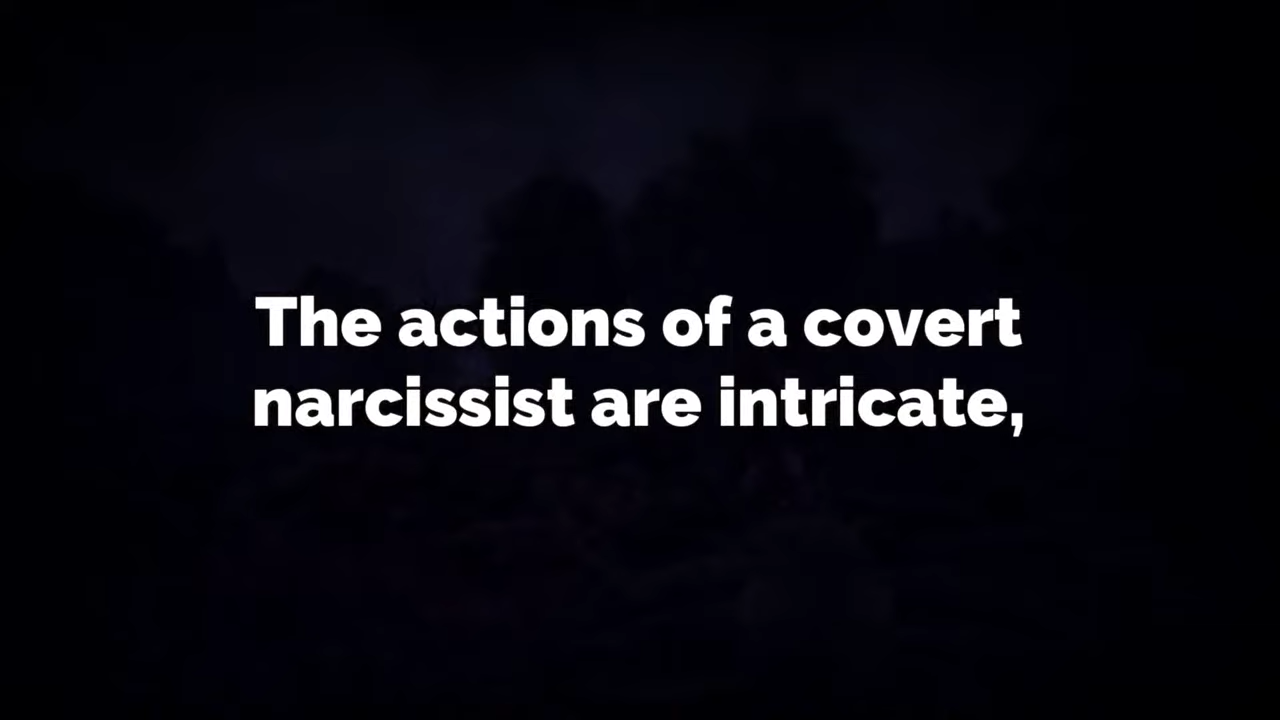 The actions of a covert
narcissist are intricate,